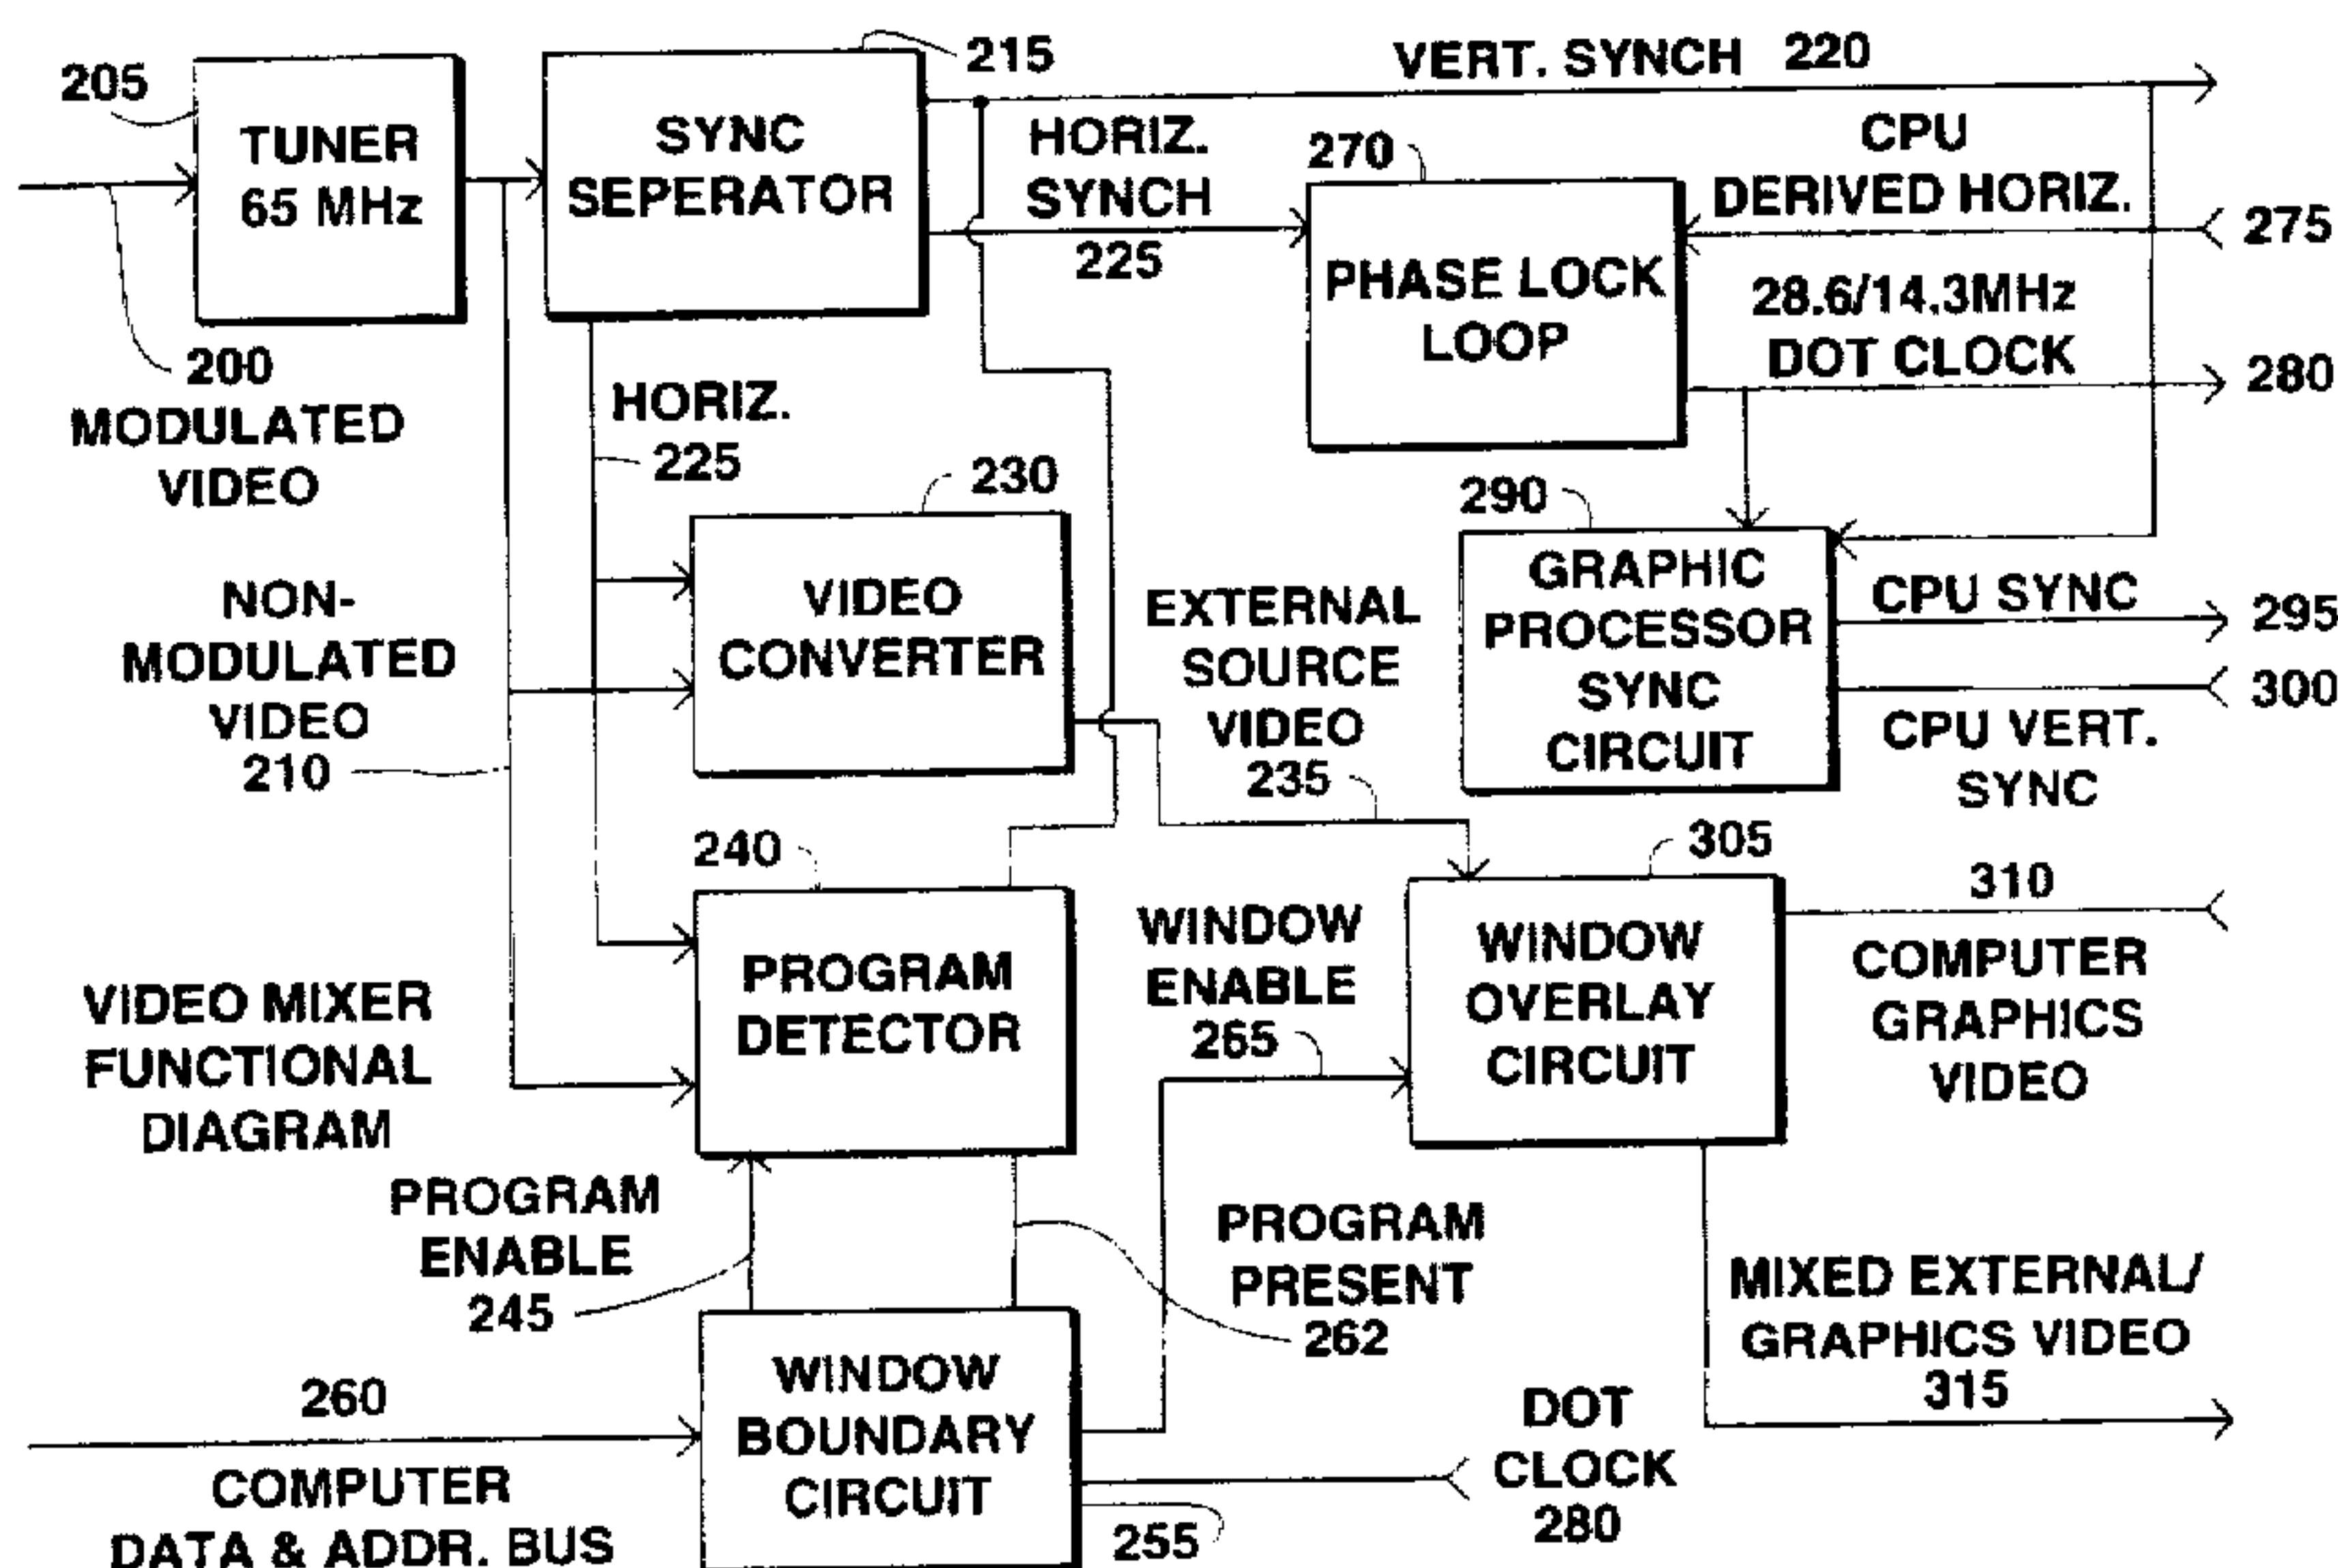 205
TUNER
65 MHz
200
MODULATED
VIDEO
215
SYNC
SEPERATOR
VERT. SYNCH 220
HORIZ.
SYNCH
225
270
PHASE LOCK
LOOP
CPU
DERIVED HORIZ.
275
28.6/14.3MHz
DOT CLOCK
280
HORIZ.
225
230
VIDEO
CONVERTER
NON-
MODULATED
VIDEO
210
EXTERNAL
SOURCE
VIDEO
235
290
GRAPHIC
PROCESSOR
SYNC
CIRCUIT
CPU SYNC
295
300
CPU VERT.
SYNC
240
PROGRAM
DETECTOR
VIDEO MIXER
FUNCTIONAL
DIAGRAM
WINDOW
ENABLE
265
305
WINDOW
OVERLAY
CIRCUIT
310
COMPUTER
GRAPHICS
VIDEO
PROGRAM
ENABLE
245
PROGRAM
PRESENT
262
MIXED EXTERNAL/
GRAPHICS VIDEO
315
260
COMPUTER
DATA & ADDR. BUS
WINDOW
BOUNDARY
CIRCUIT
255
DOT
CLOCK
280